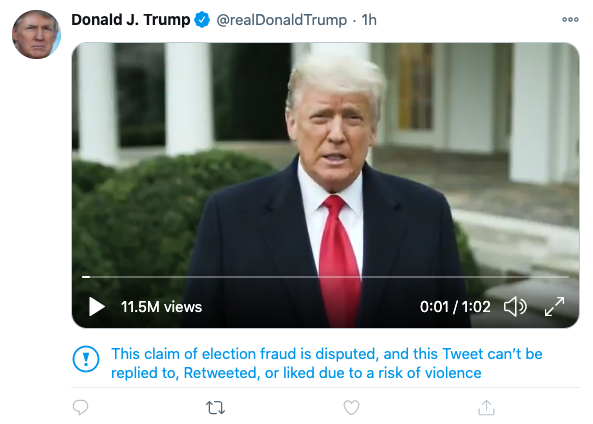 Donald J. Trump @realDonaldTrump · 1h
11.5M views 0:01 / 1:02
This claim of election fraud is disputed, and this Tweet can't be
replied to, Retweeted, or liked due to a risk of violence